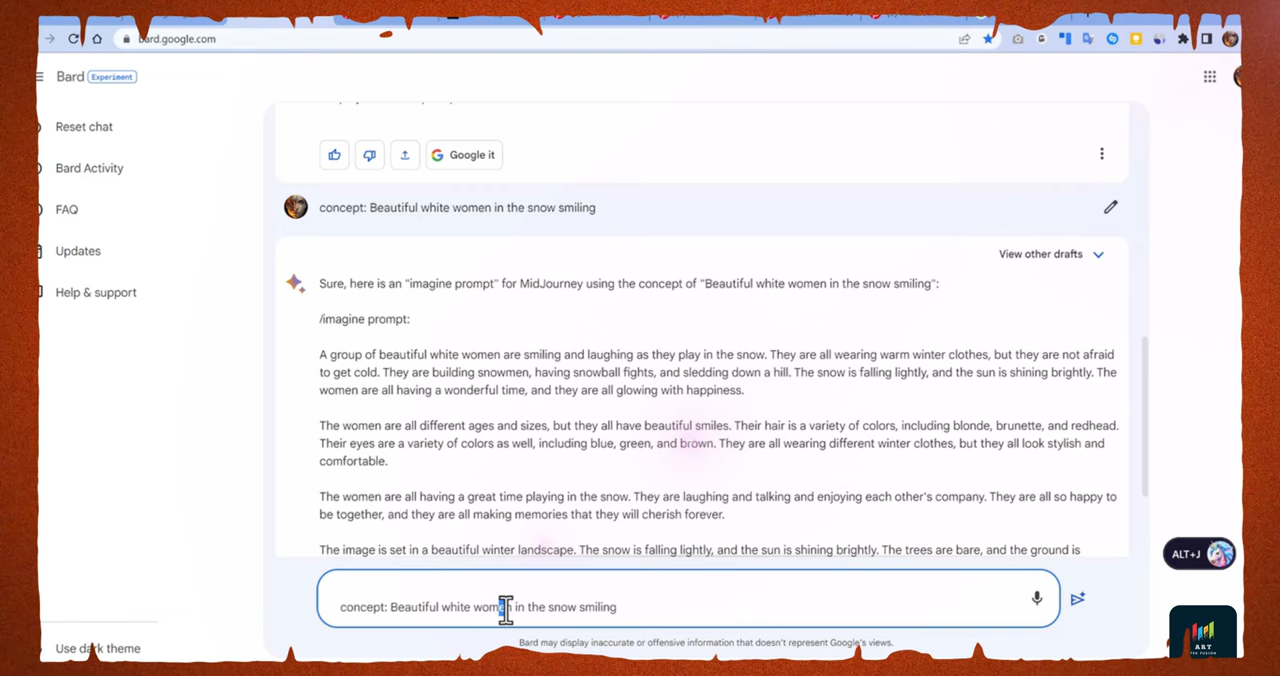 bard.google.com
Bard Experiment
Reset chat
Bard Activity
FAQ
Updates
Help & support
Use dark theme
Google it
concept: Beautiful white women in the snow smiling
View other drafts
Sure, here is an "imagine prompt" for MidJourney using the concept of "Beautiful white women in the snow smiling":
/imagine prompt:
A group of beautiful white women are smiling and laughing as they play in the snow. They are all wearing warm winter clothes, but they are not afraid
to get cold. They are building snowmen, having snowball fights, and sledding down a hill. The snow is falling lightly, and the sun is shining brightly. The
women are all having a wonderful time, and they are all glowing with happiness.
The women are all different ages and sizes, but they all have beautiful smiles. Their hair is a variety of colors, including blonde, brunette, and redhead.
Their eyes are a variety of colors as well, including blue, green, and brown. They are all wearing different winter clothes, but they all look stylish and
comfortable.
The women are all having a great time playing in the snow. They are laughing and talking and enjoying each other's company. They are all so happy to
be together, and they are all making memories that they will cherish forever.
The image is set in a beautiful winter landscape. The snow is falling lightly, and the sun is shining brightly. The trees are bare, and the ground is
concept: Beautiful white women in the snow smiling
Bard may display inaccurate or offensive information that doesn't represent Google's views.
ALT+J
ART